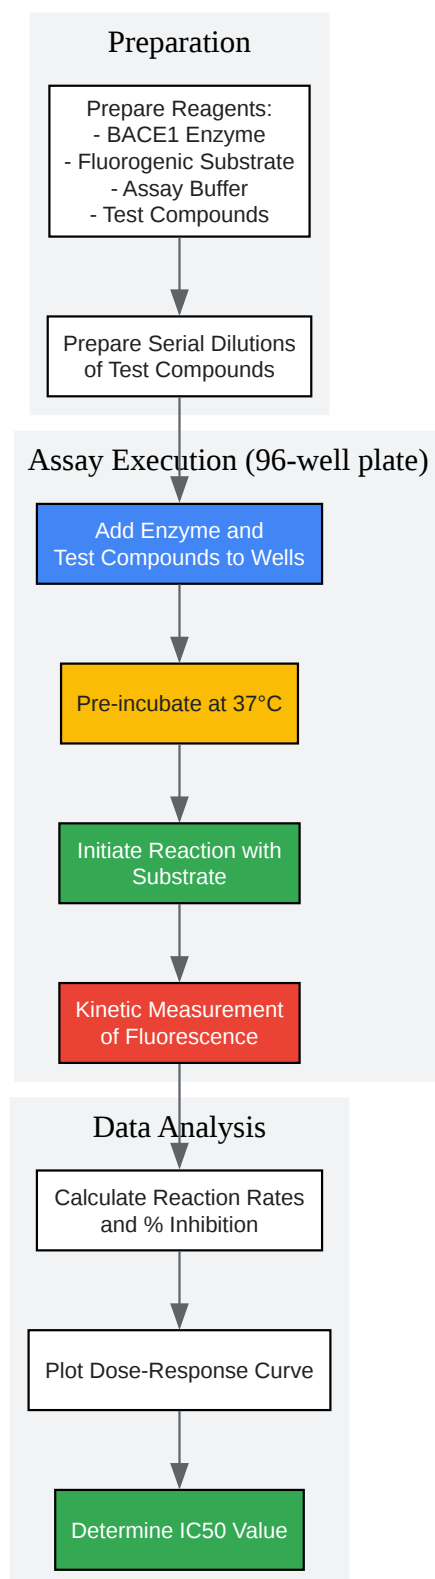 Preparation
Prepare Reagents:
- BACE1 Enzyme
- Fluorogenic Substrate
- Assay Buffer
- Test Compounds
Prepare Serial Dilutions
of Test Compounds
Assay Execution (96-well plate)
Add Enzyme and
Test Compounds to Wells
Pre-incubate at 37°C
Initiate Reaction with
Substrate
Kinetic Measurement
of Fluorescence
Data Analysis
Calculate Reaction Rates
and % Inhibition
Plot Dose-Response Curve
Determine IC50 Value